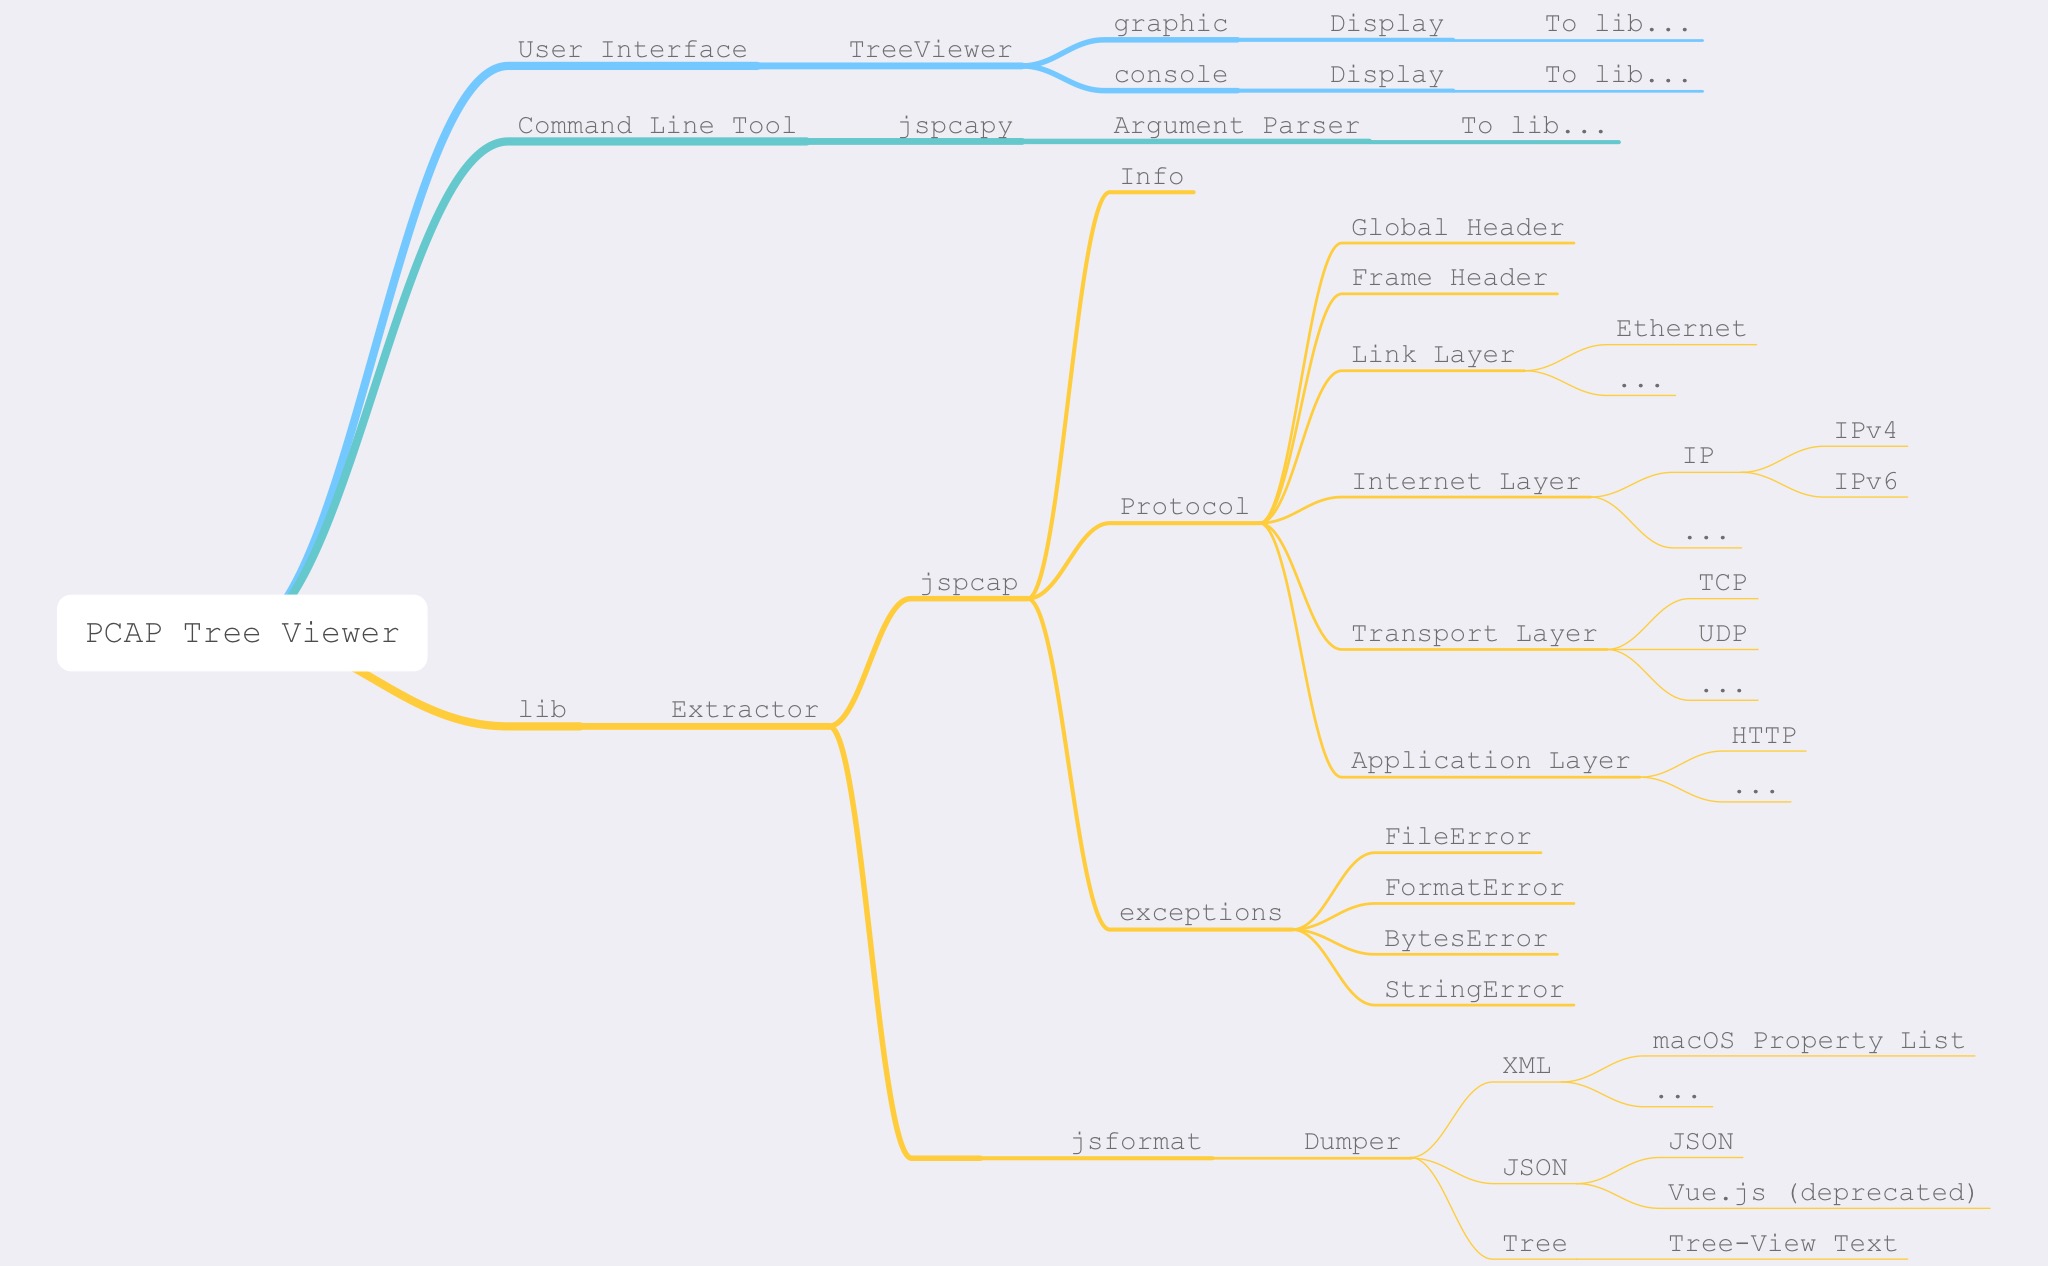 graphic
Display
To lib...
User Interface
TreeViewer
console
Display
To lib...
Command Line Tool
jspcapy
Argument Parser
To lib...
Info
Global Header
Frame Header
Ethernet
Link Layer
...
IPv4
IP
Internet Layer
IPv6
Protocol
...
jspcap
TCP
PCAP Tree Viewer
Transport Layer
UDP
...
lib
Extractor
HTTP
Application Layer
...
FileError
FormatError
exceptions
BytesError
StringError
macOS Property List
XML
...
jsformat
Dumper
JSON
JSON
Vue.js (deprecated)
Tree
Tree-View Text